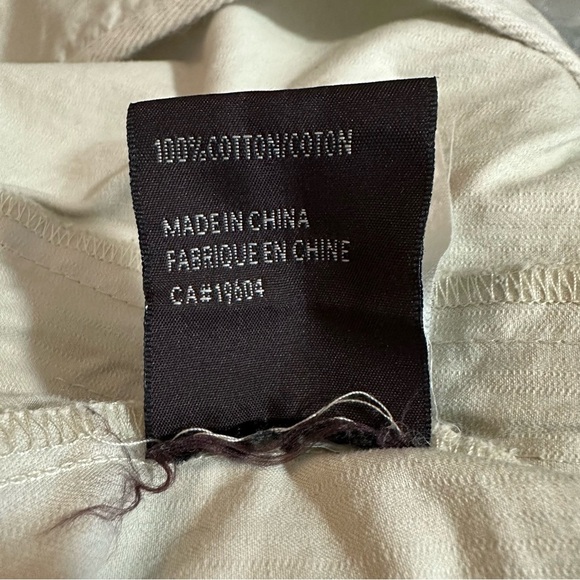 100% COTTON/COTON
MADE IN CHINA
FABRIQUE EN CHINE
CA#19604